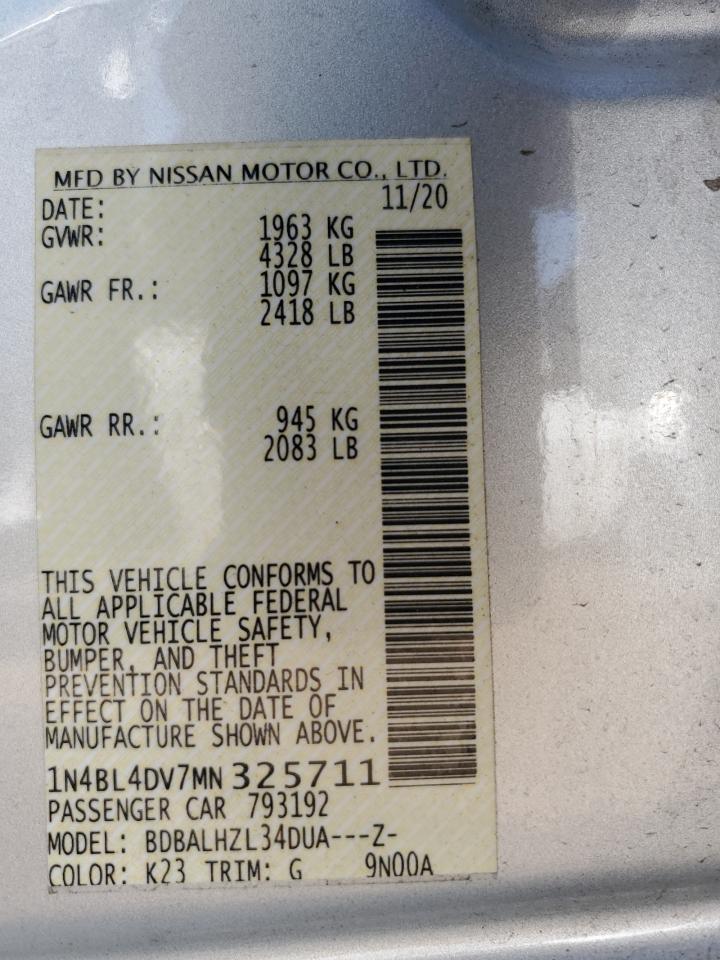 MFD BY NISSAN MOTOR CO., LTD.
DATE: 11/20
GVWR: 1963 KG
4328 LB
GAWR FR.: 1097 KG
2418 LB
GAWR RR.: 945 KG
2083 LB
THIS VEHICLE CONFORMS TO
ALL APPLICABLE FEDERAL
MOTOR VEHICLE SAFETY,
BUMPER, AND THEFT
PREVENTION STANDARDS IN
EFFECT ON THE DATE OF
MANUFACTURE SHOWN ABOVE.
1N4BL4DV7MN 325711
PASSENGER CAR 793192
MODEL: BDBALHZL34DUA---Z-
COLOR: K23 TRIM: G 9N00A